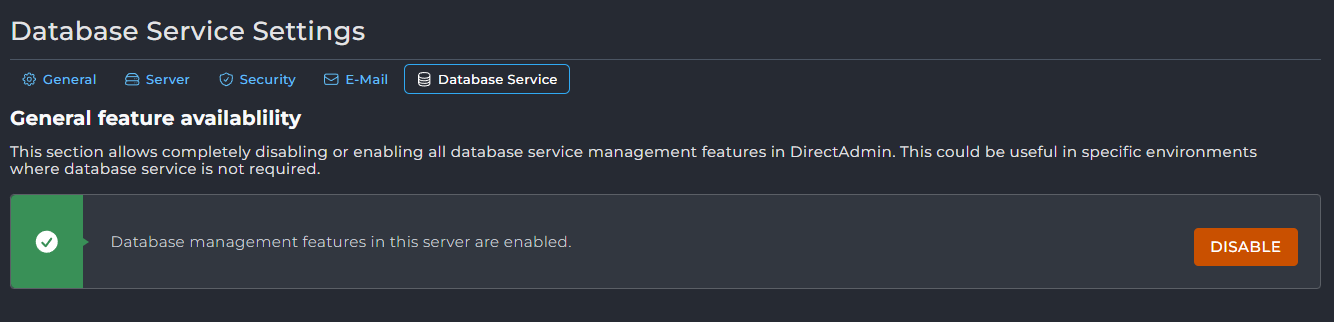 Database Service Settings
General Server Security E-Mail Database Service
General feature availablility
This section allows completely disabling or enabling all database service management features in DirectAdmin. This could be useful in specific environments
where database service is not required.
Database management features in this server are enabled.
DISABLE